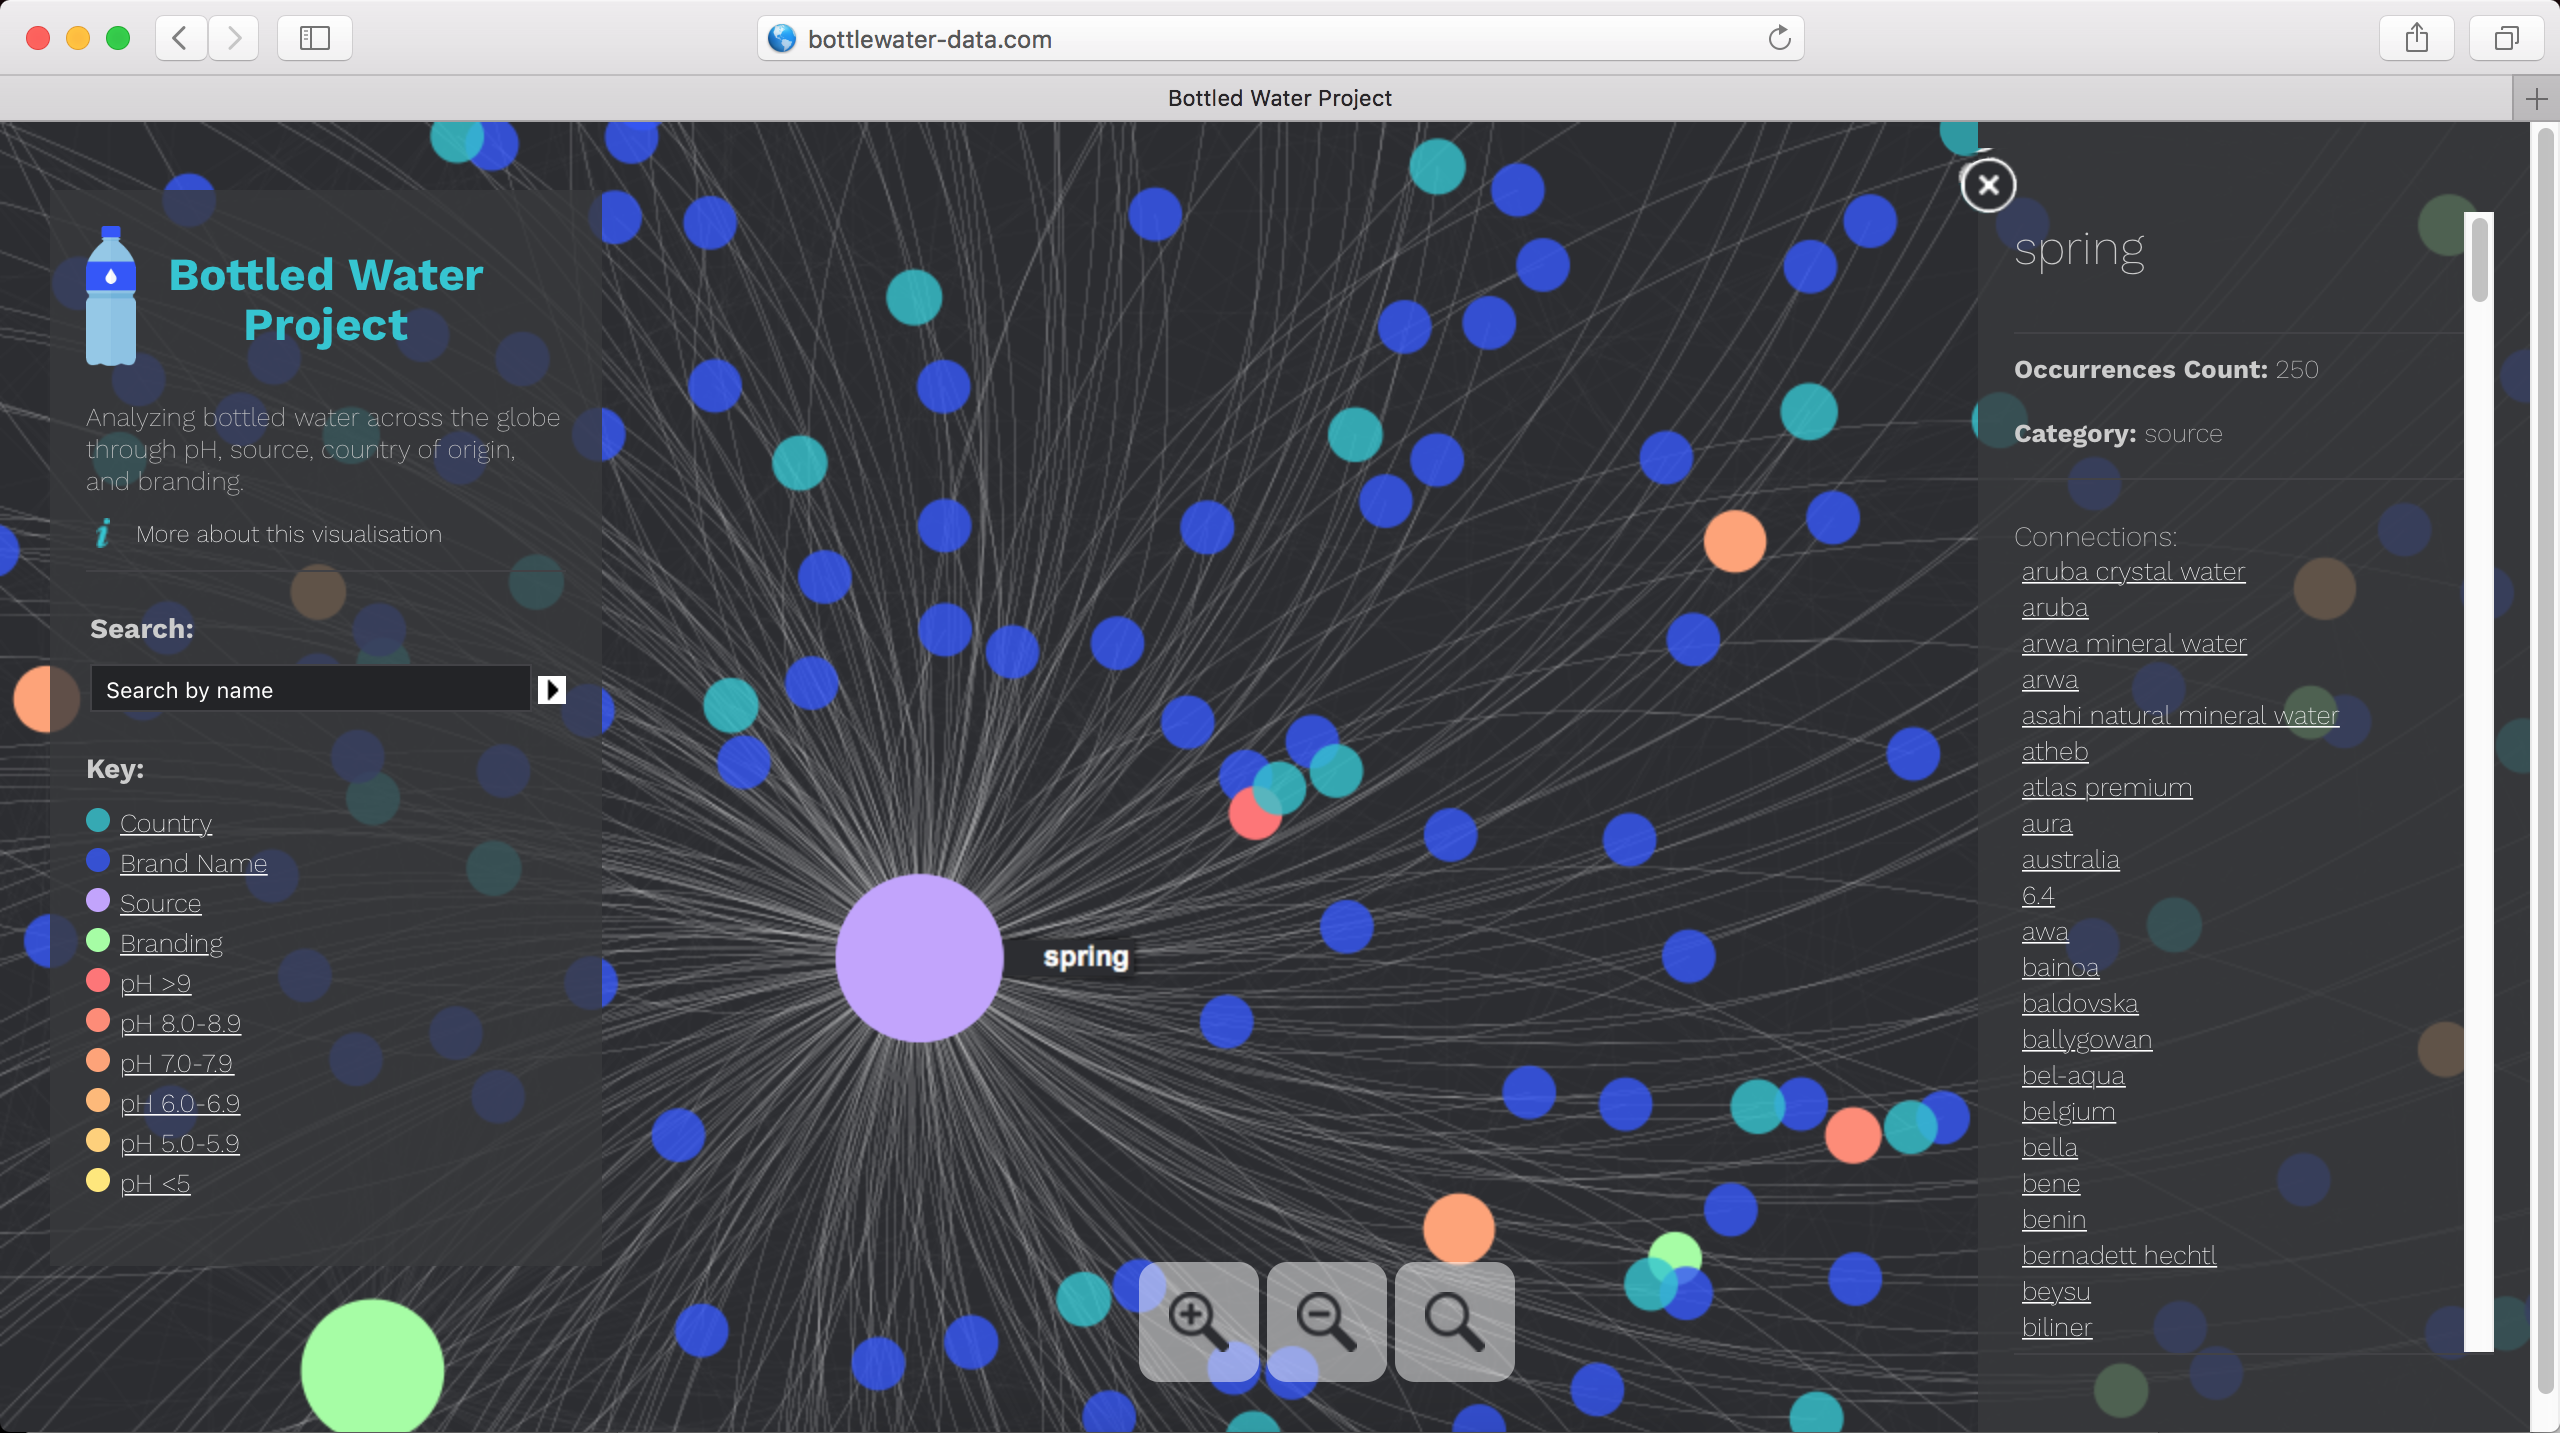 bottlewater-data.com
Bottled Water Project
Bottled Water
Project
Analyzing bottled water across the globe
through pH, source, country of origin,
and branding.
i More about this visualisation
Search:
Search by name
Key:
Country
Brand Name
Source
Branding
pH >9
pH 8.0-8.9
pH 7.0-7.9
pH 6.0-6.9
pH 5.0-5.9
pH <5
spring
spring
Occurrences Count: 250
Category: source
Connections:
aruba crystal water
aruba
arwa mineral water
arwa
asahi natural mineral water
atheb
atlas premium
aura
australia
6.4
awa
bainoa
baldovska
ballygowan
bel-aqua
belgium
bella
bene
benin
bernadett hechtl
beysu
biliner